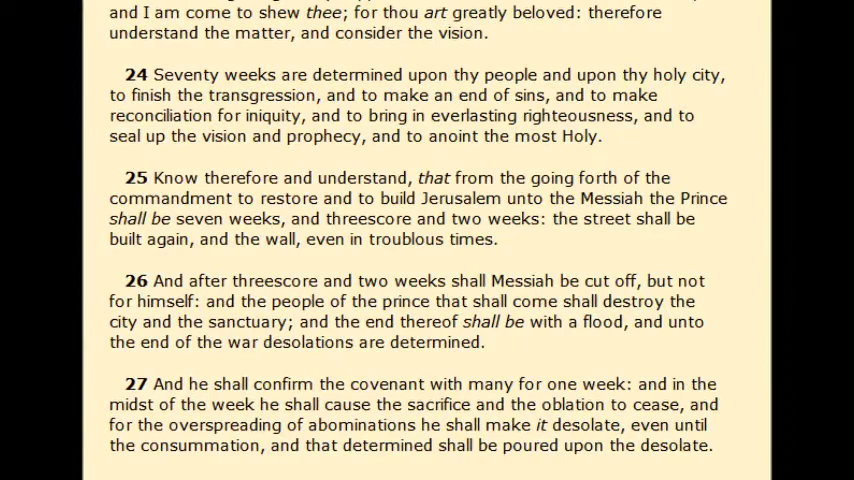 and I am come to shew thee; for thou art greatly beloved: therefore
understand the matter, and consider the vision.
24 Seventy weeks are determined upon thy people and upon thy holy city,
to finish the transgression, and to make an end of sins, and to make
reconciliation for iniquity, and to bring in everlasting righteousness, and to
seal up the vision and prophecy, and to anoint the most Holy.
25 Know therefore and understand, that from the going forth of the
commandment to restore and to build Jerusalem unto the Messiah the Prince
shall be seven weeks, and threescore and two weeks: the street shall be
built again, and the wall, even in troublous times.
26 And after threescore and two weeks shall Messiah be cut off, but not
for himself: and the people of the prince that shall come shall destroy the
city and the sanctuary; and the end thereof shall be with a flood, and unto
the end of the war desolations are determined.
27 And he shall confirm the covenant with many for one week: and in the
midst of the week he shall cause the sacrifice and the oblation to cease, and
for the overspreading of abominations he shall make it desolate, even until
the consummation, and that determined shall be poured upon the desolate.